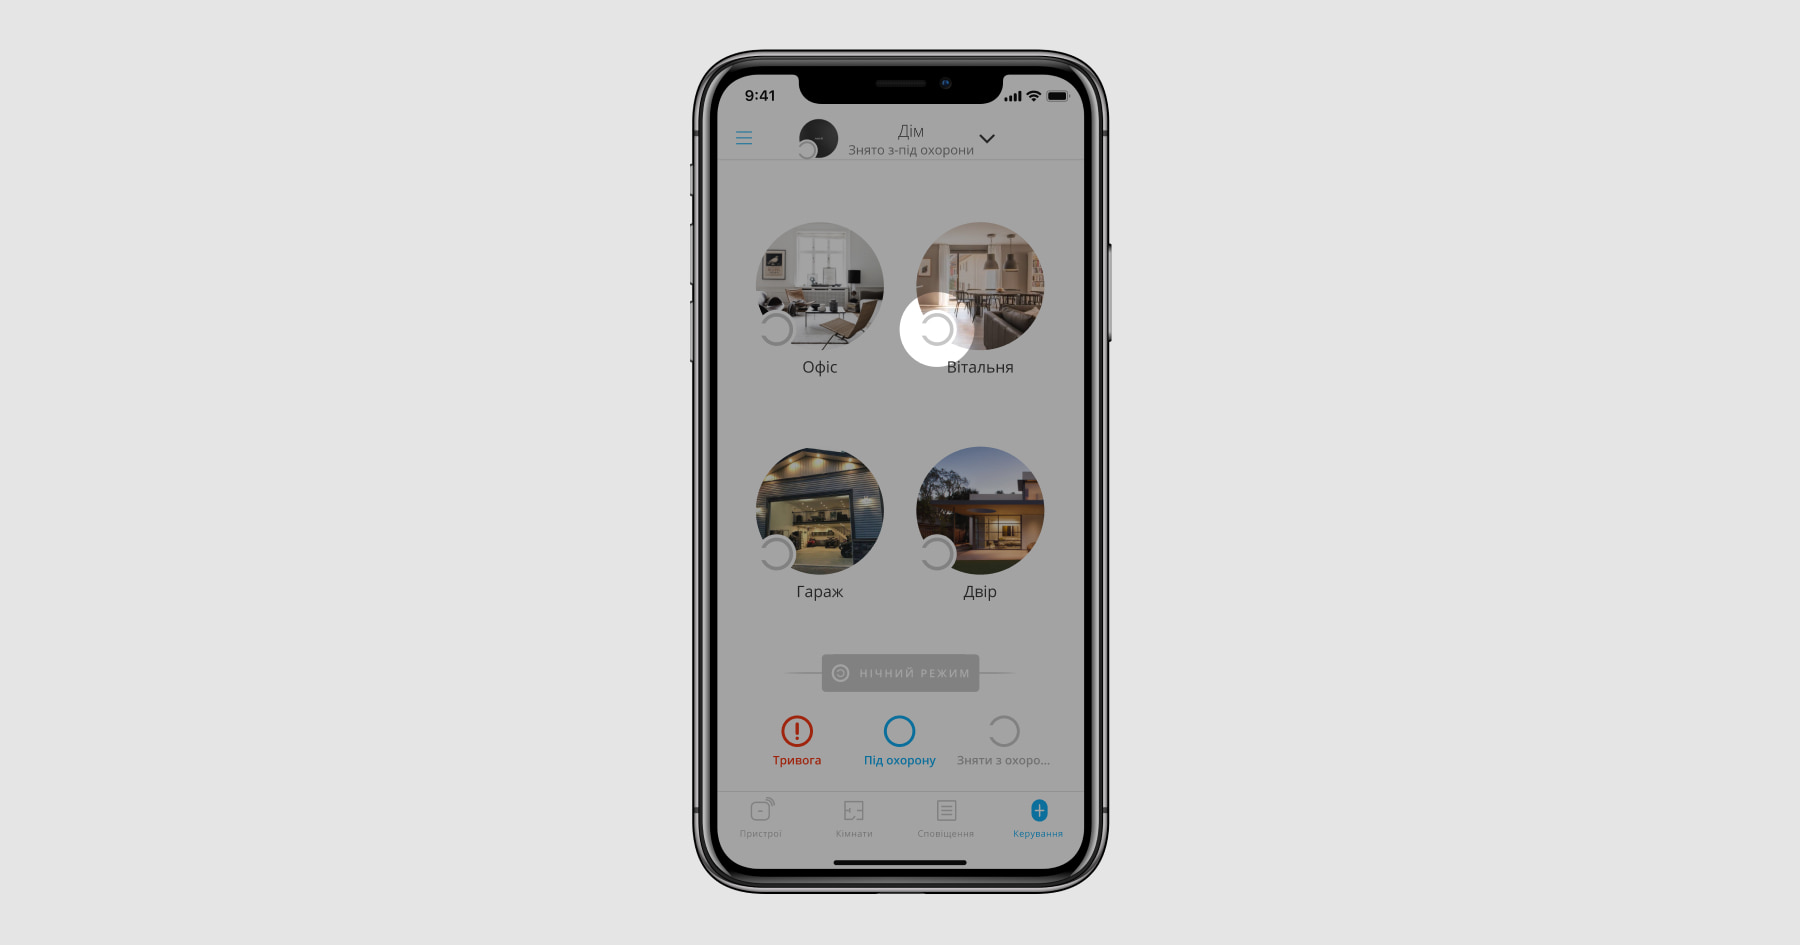 9:41
Дім
Знято з-під охорони
Офіс
Вітальня
Гараж
Двір
НІЧНИЙ РЕЖИМ
Тривога
Під охорону
Зняти з охоро...
Пристрої
Кімнати
Сповіщення
Керування